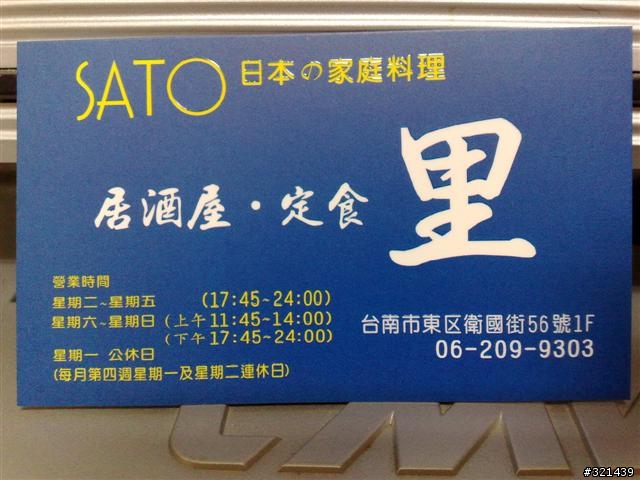 SATO 日本の家庭料理
居酒屋・定食 里
營業時間
星期二~星期五 (17:45~24:00)
星期六~星期日 (上午11:45~14:00)
(下午17:45~24:00)
星期一 公休日
(每月第四週星期一及星期二連休日)
台南市東区衛國街56號1F
06-209-9303
#321439